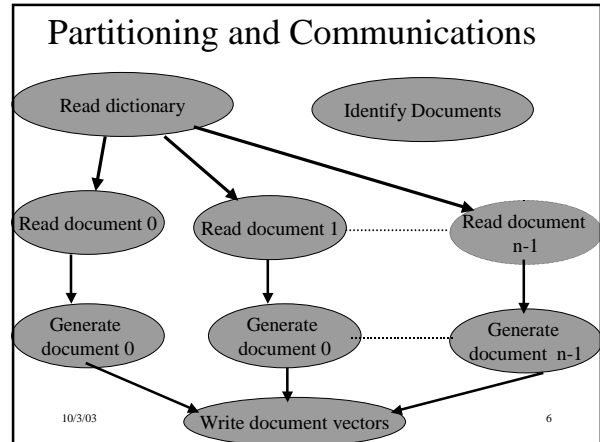 Partitioning and Communications
Read dictionary
Identify Documents
Read document 0
Read document 1
Read document
n-1
Generate
document 0
Generate
document 0
Generate
document n-1
Write document vectors
10/3/03
6